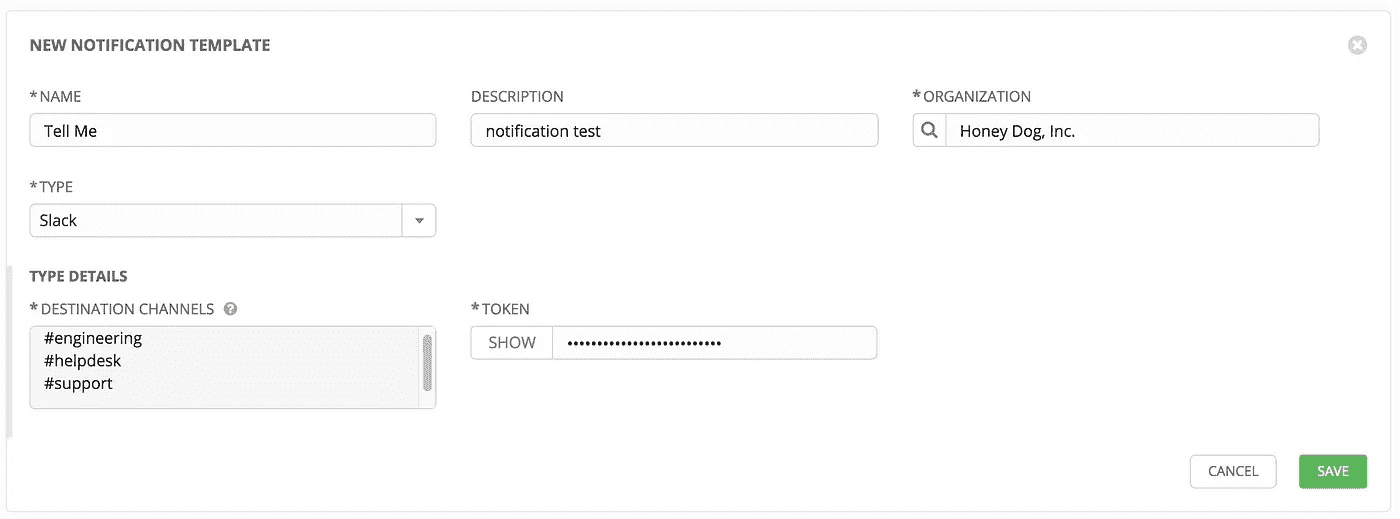 NEW NOTIFICATION TEMPLATE
* NAME
DESCRIPTION
* ORGANIZATION
Tell Me
notification test
Honey Dog, Inc.
* TYPE
Slack
TYPE DETAILS
* DESTINATION CHANNELS ?
* TOKEN
#engineering
#helpdesk
#support
SHOW
••••••••••••••••••••••••••
CANCEL
SAVE